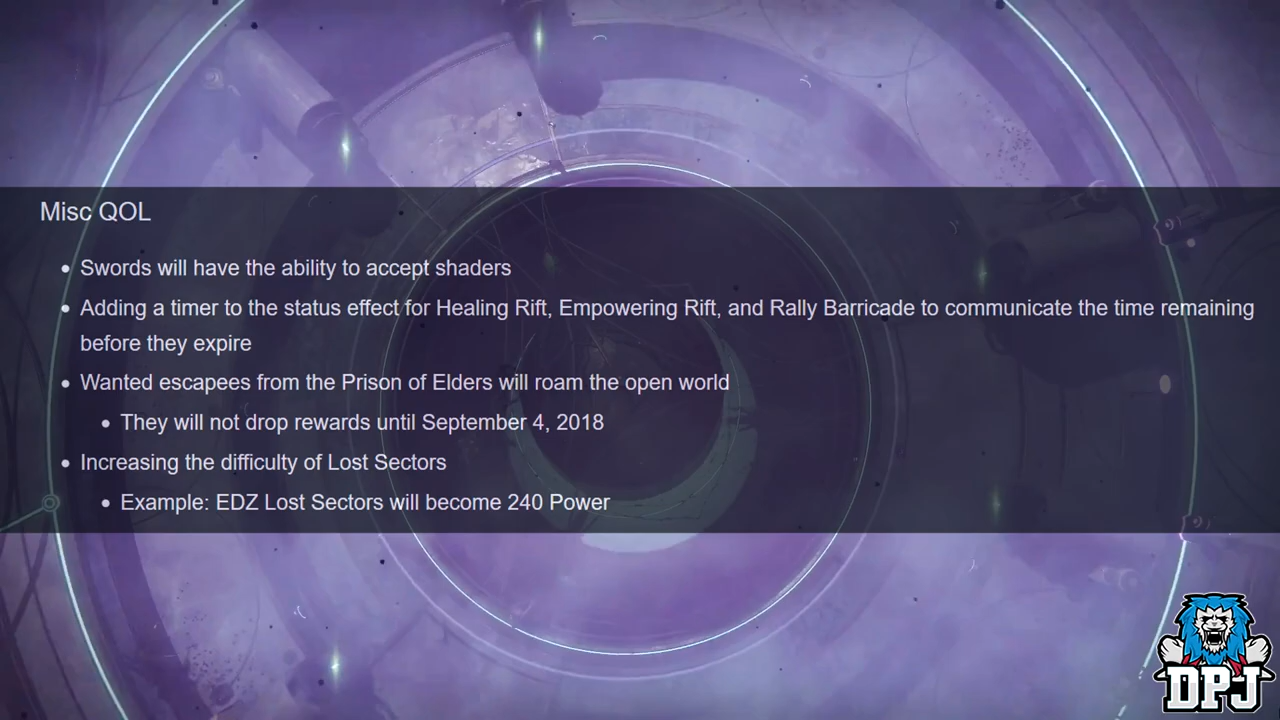 Misc QOL
• Swords will have the ability to accept shaders
• Adding a timer to the status effect for Healing Rift, Empowering Rift, and Rally Barricade to communicate the time remaining
before they expire
• Wanted escapees from the Prison of Elders will roam the open world
• They will not drop rewards until September 4, 2018
• Increasing the difficulty of Lost Sectors
• Example: EDZ Lost Sectors will become 240 Power
DPJ